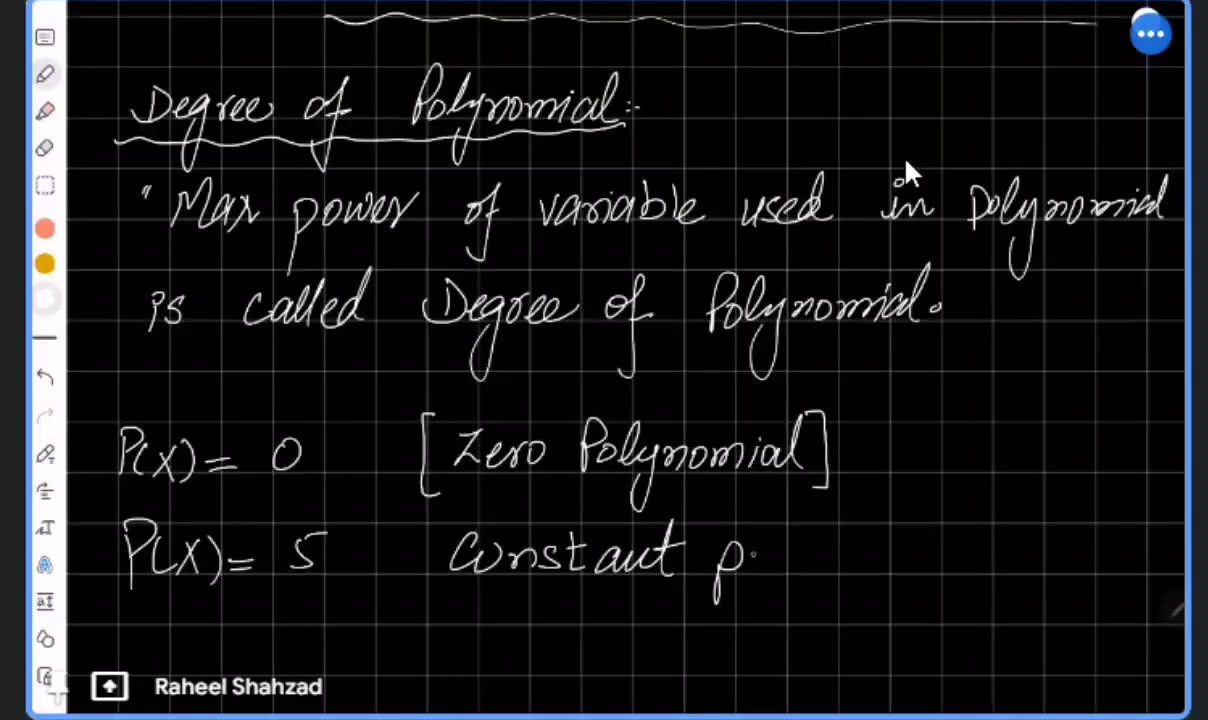 Degree of Polynomial:-
"Max power of variable used in polynomial
is called Degree of Polynomial.
P(x) = 0 [Zero Polynomial]
P(x) = 5 Constant p.
Raheel Shahzad